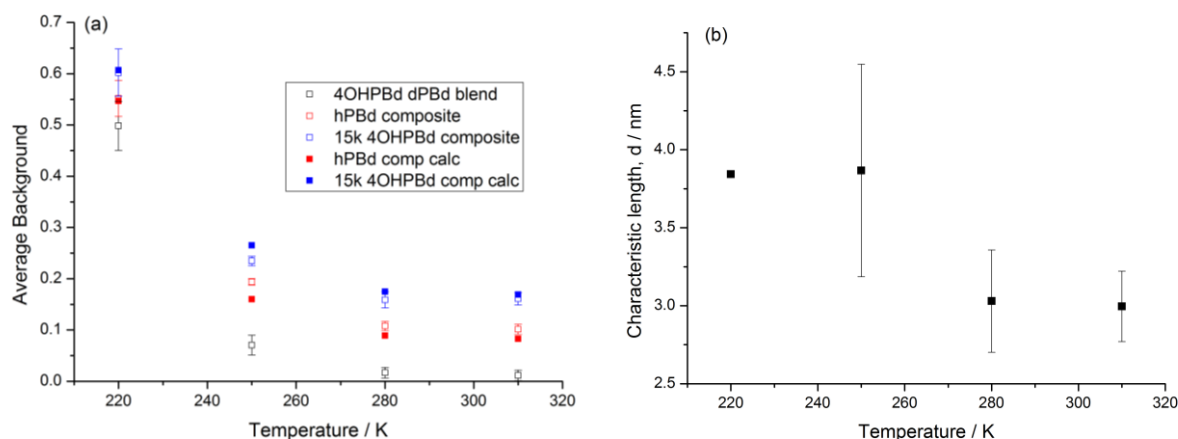 (a)
0.7
0.6
0.5
0.4
0.3
0.2
0.1
0.0
Average Background
4OHPBd dPBd blend
hPBd composite
15k 4OHPBd composite
hPBd comp calc
15k 4OHPBd comp calc
220 240 260 280 300 320
Temperature / K
(b)
4.5
4.0
3.5
3.0
2.5
Characteristic length, d / nm
220 240 260 280 300 320
Temperature / K